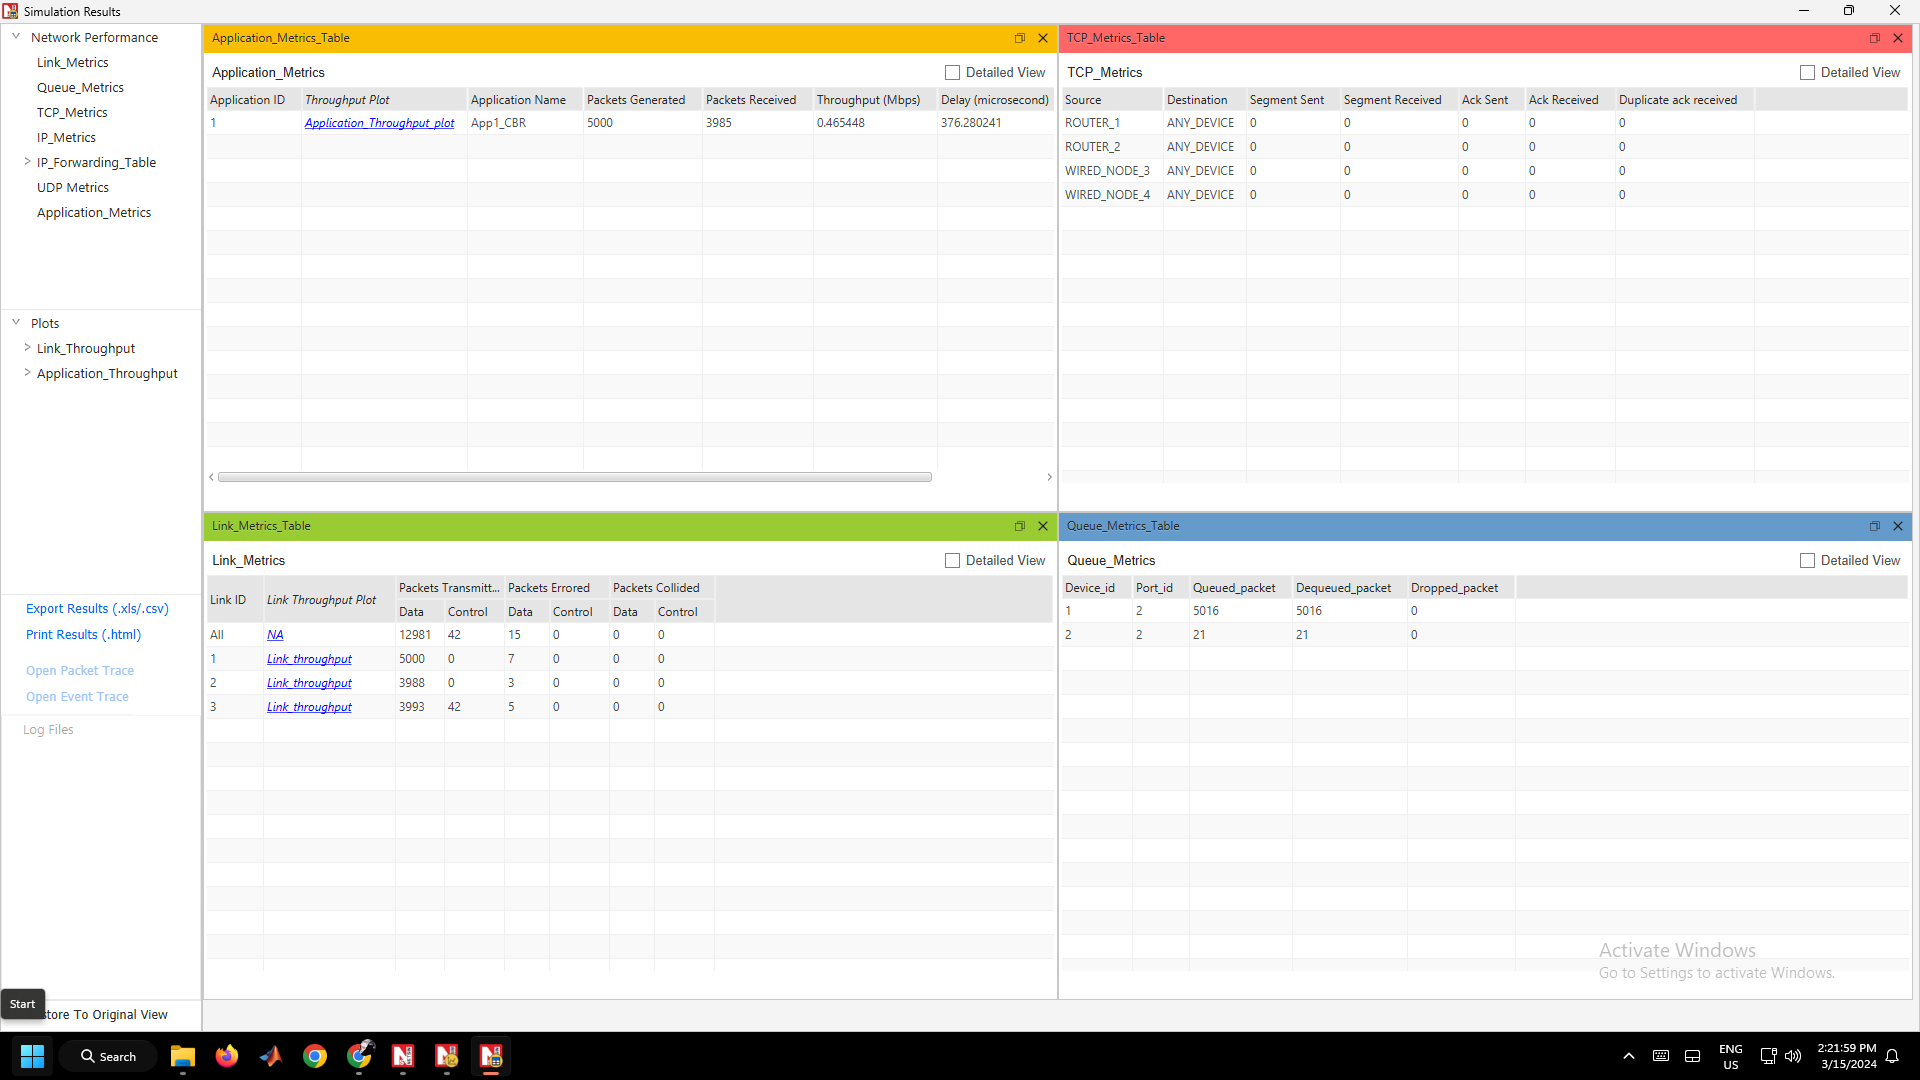 Simulation Results
Network Performance
Link_Metrics
Queue_Metrics
TCP_Metrics
IP_Metrics
IP_Forwarding_Table
UDP Metrics
Application_Metrics
Plots
Link_Throughput
Application_Throughput
Export Results (.xls/.csv)
Print Results (.html)
Open Packet Trace
Open Event Trace
Log Files
Start
store To Original View
Application_Metrics_Table
Application_Metrics Detailed View
Application ID Throughput Plot Application Name Packets Generated Packets Received Throughput (Mbps) Delay (microsecond)
1 Application_Throughput_plot App1_CBR 5000 3985 0.465448 376.280241
TCP_Metrics_Table
TCP_Metrics Detailed View
Source Destination Segment Sent Segment Received Ack Sent Ack Received Duplicate ack received
ROUTER_1 ANY_DEVICE 0 0 0 0 0
ROUTER_2 ANY_DEVICE 0 0 0 0 0
WIRED_NODE_3 ANY_DEVICE 0 0 0 0 0
WIRED_NODE_4 ANY_DEVICE 0 0 0 0 0
Link_Metrics_Table
Link_Metrics Detailed View
Link ID Link Throughput Plot Packets Transmitt... Packets Errored Packets Collided
Data Control Data Control Data Control
All NA 12981 42 15 0 0 0
1 Link_throughput 5000 0 7 0 0 0
2 Link_throughput 3988 0 3 0 0 0
3 Link_throughput 3993 42 5 0 0 0
Queue_Metrics_Table
Queue_Metrics Detailed View
Device_id Port_id Queued_packet Dequeued_packet Dropped_packet
1 2 5016 5016 0
2 2 21 21 0
Activate Windows
Go to Settings to activate Windows.
Search
ENG
US
2:21:59 PM
3/15/2024